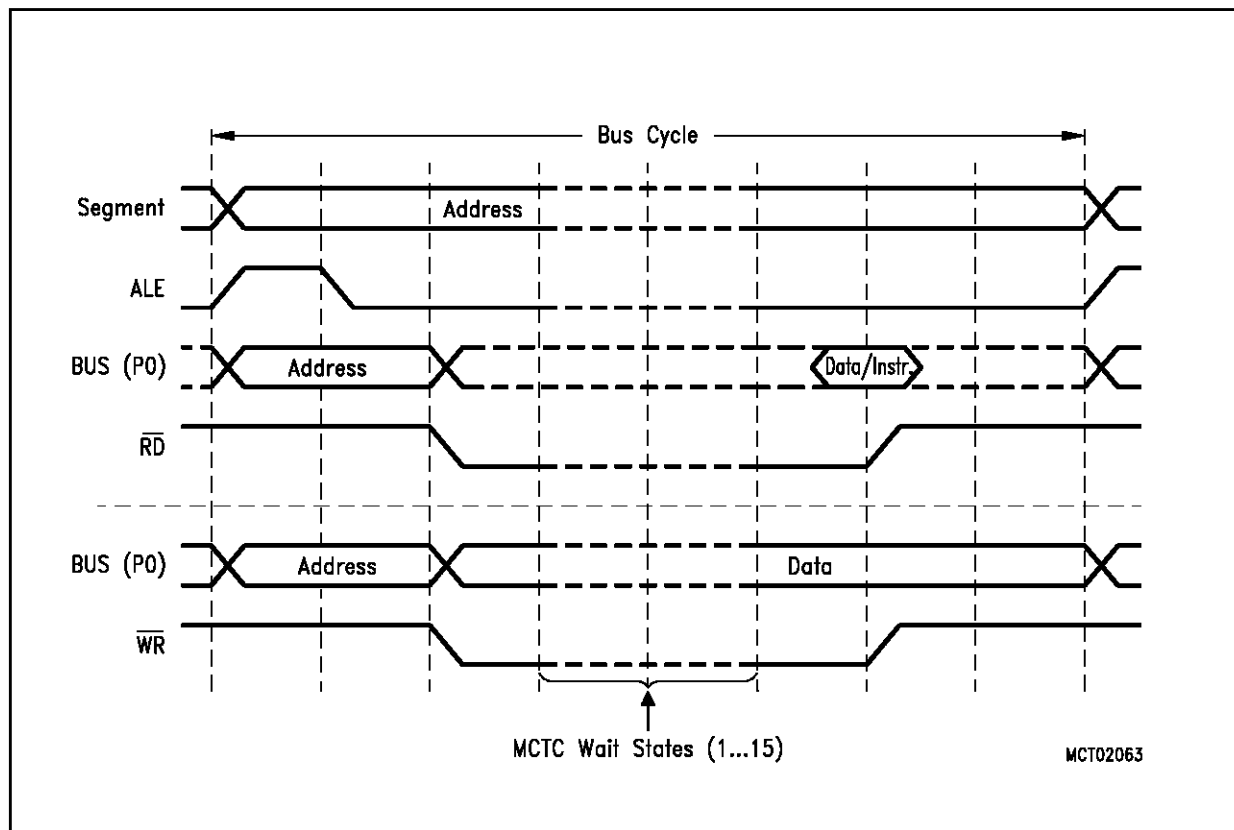 Bus Cycle
Segment
Address
ALE
BUS (P0)
Address
Data/Instr.
RD
BUS (P0)
Address
Data
WR
MCTC Wait States (1...15)
MCT02063